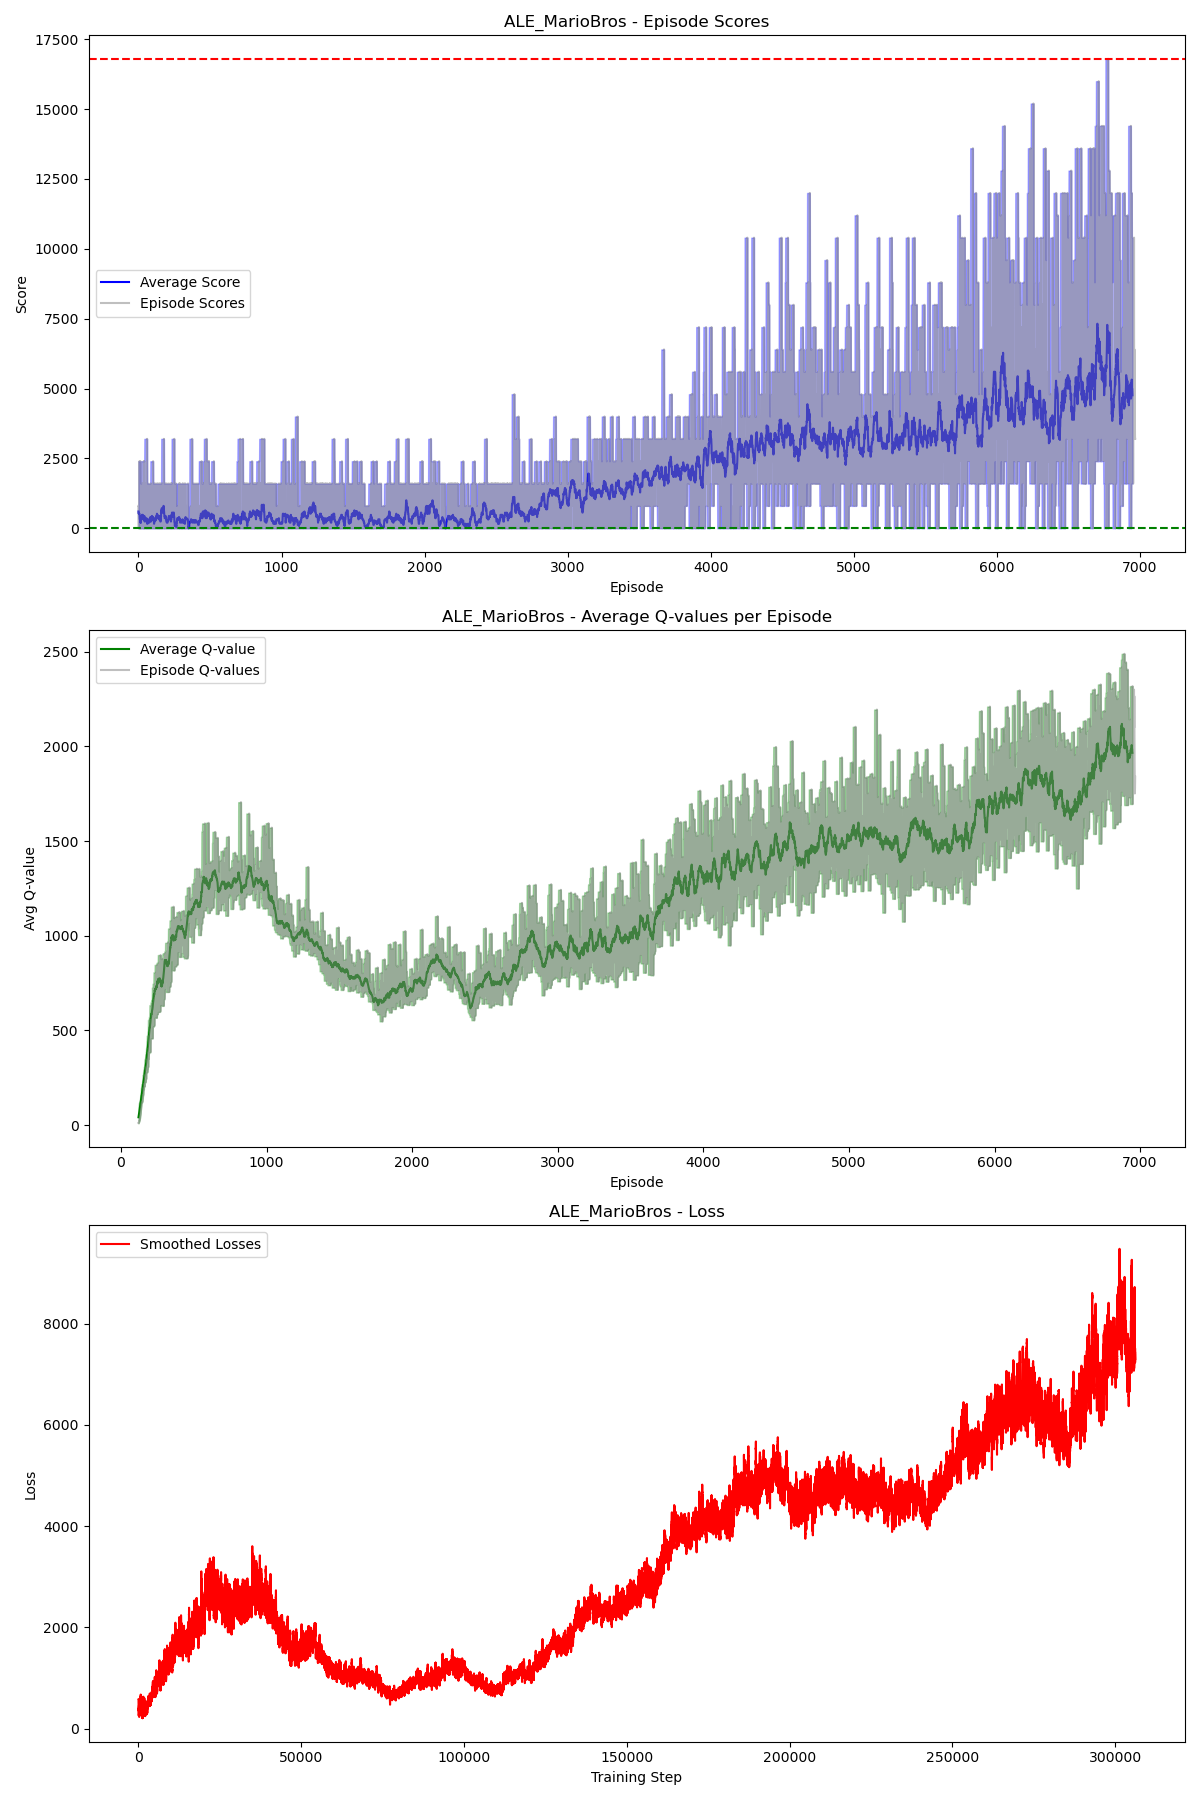 ALE_MarioBros - Episode Scores
17500
15000
12500
10000
7500
5000
2500
0
Score
Average Score
Episode Scores
0 1000 2000 3000 4000 5000 6000 7000
Episode
ALE_MarioBros - Average Q-values per Episode
2500
2000
1500
1000
500
0
Avg Q-value
Average Q-value
Episode Q-values
0 1000 2000 3000 4000 5000 6000 7000
Episode
ALE_MarioBros - Loss
8000
6000
4000
2000
0
Loss
Smoothed Losses
0 50000 100000 150000 200000 250000 300000
Training Step